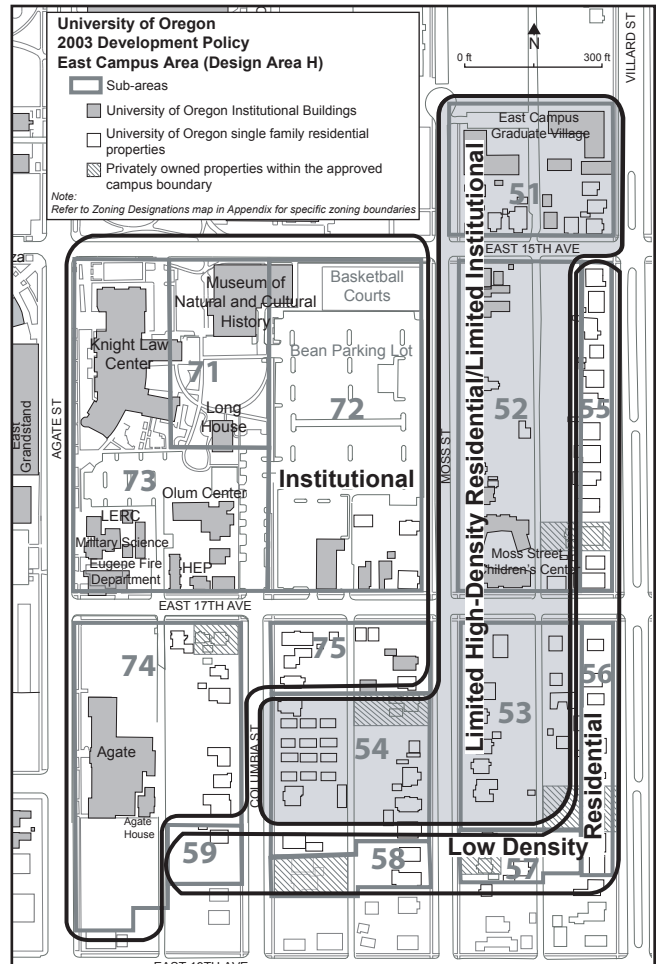 University of Oregon
2003 Development Policy
East Campus Area (Design Area H)
Sub-areas
University of Oregon Institutional Buildings
University of Oregon single family residential
properties
Privately owned properties within the approved
campus boundary
Note:
Refer to Zoning Designations map in Appendix for specific zoning boundaries
N
0 ft
300 ft
VILLARD ST
East Campus
Graduate Village
51
EAST 15TH AVE
Museum of
Natural and Cultural
History
Basketball
Courts
Knight Law
Center
71
Bean Parking Lot
72
Long
House
52
55
East
Grandstand
AGATE ST
MOSS ST
Limited High-Density Residential/Limited Institutional
73
Olum Center
Institutional
LERC
Military Science
Eugene Fire
Department
HEP
Moss Street
Children's Center
EAST 17TH AVE
74
75
56
53
54
Agate
Agate
House
COLUMBIA ST
Residential
Low Density
59
58
57
EAST 19TH AVE